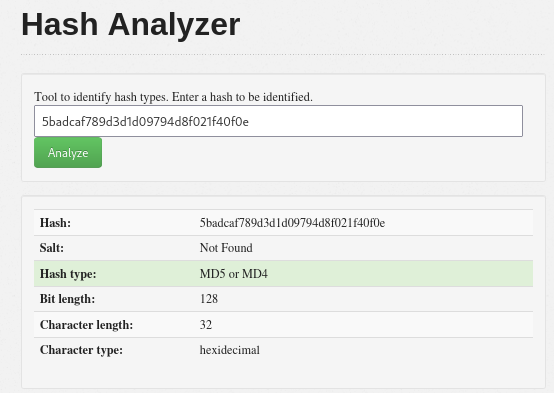 Hash Analyzer
Tool to identify hash types. Enter a hash to be identified.
5badcaf789d3d1d09794d8f021f40f0e
Analyze
Hash: 5badcaf789d3d1d09794d8f021f40f0e
Salt: Not Found
Hash type: MD5 or MD4
Bit length: 128
Character length: 32
Character type: hexidecimal